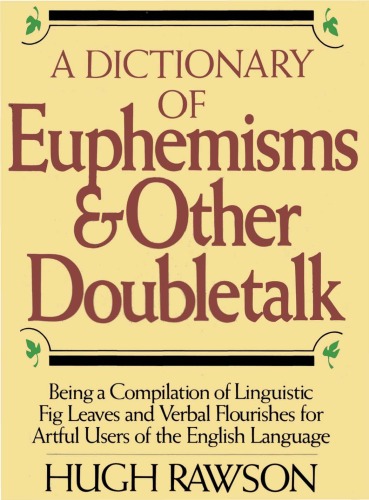 A DICTIONARY
OF
Euphemisms
& Other
Doubletalk
Being a Compilation of Linguistic
Fig Leaves and Verbal Flourishes for
Artful Users of the English Language
HUGH RAWSON